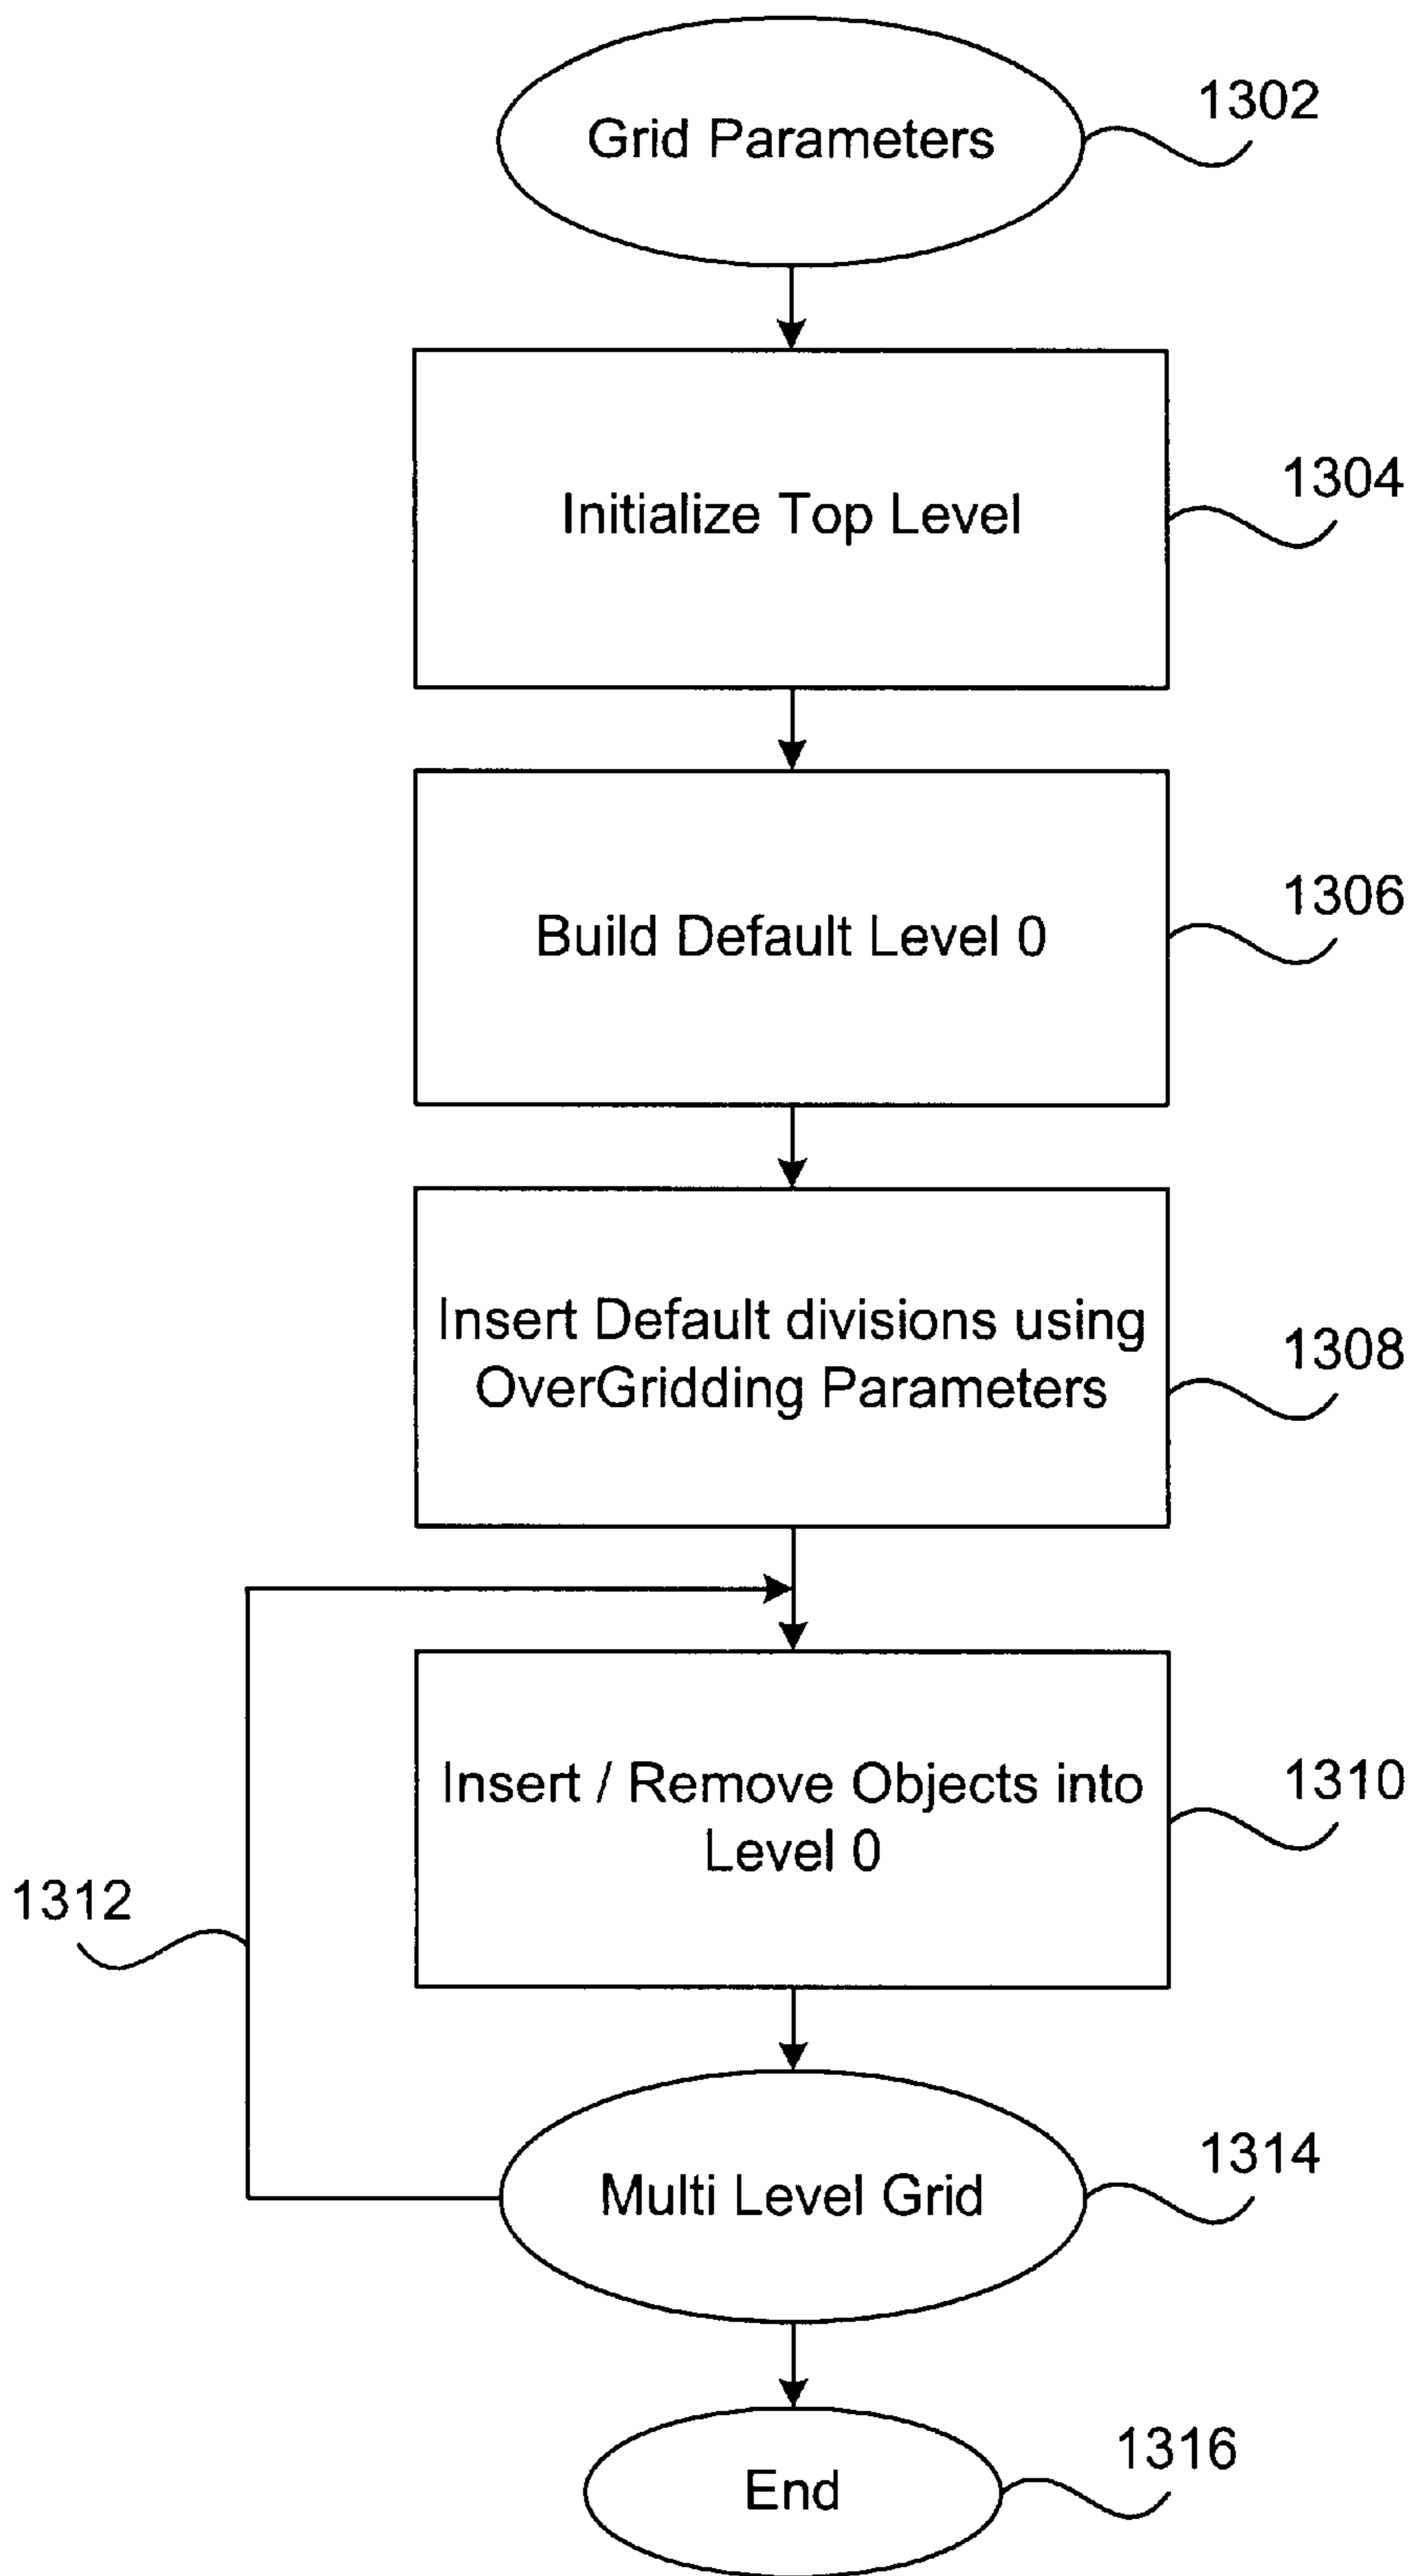 Grid Parameters
1302
Initialize Top Level
1304
Build Default Level 0
1306
Insert Default divisions using
OverGridding Parameters
1308
Insert / Remove Objects into
Level 0
1310
1312
Multi Level Grid
1314
End
1316